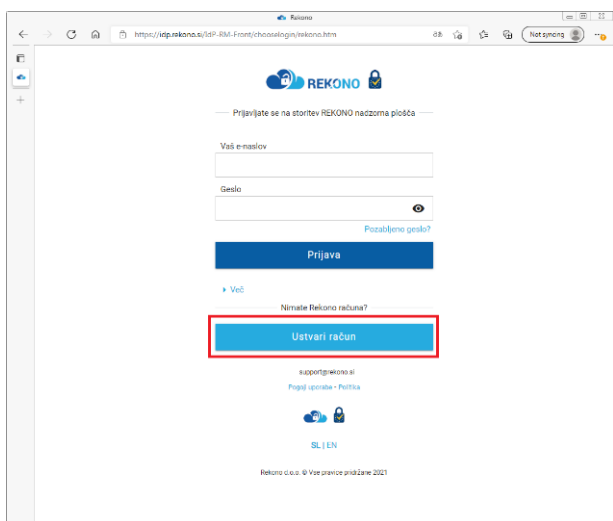 Rekono
https://idp.rekono.si/IdP-RM-Front/chooselogin/rekono.htm
Not syncing
REKONO
Prijavljate se na storitev REKONO nadzorna plošča
Vaš e-naslov
Geslo
Pozabljeno geslo?
Prijava
Več
Nimate Rekono računa?
Ustvari račun
support@rekono.si
Pogoji uporabe • Politika
SL | EN
Rekono d.o.o. © Vse pravice pridržane 2021